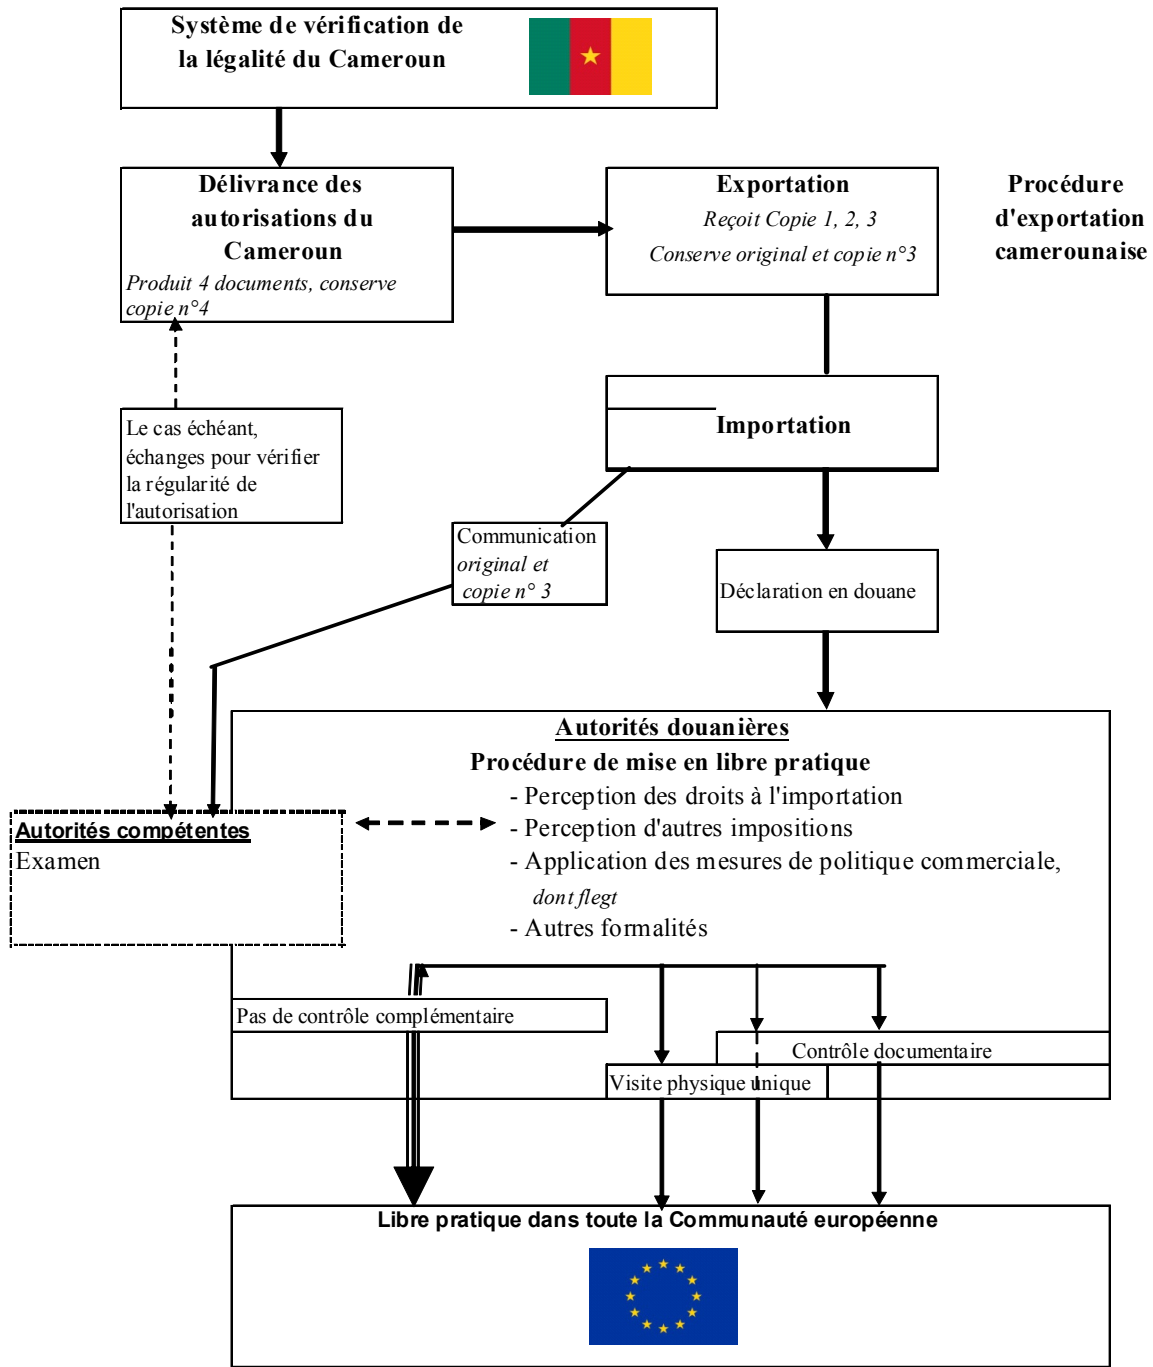 Système de vérification de
la légalité du Cameroun
Délivrance des
autorisations du
Cameroun
Produit 4 documents, conserve
copie n°4
Exportation
Reçoit Copie 1, 2, 3
Conserve original et copie n°3
Procédure
d'exportation
camerounaise
Importation
Le cas échéant,
échanges pour vérifier
la régularité de
l'autorisation
Communication
original et
copie n° 3
Déclaration en douane
Autorités douanières
Procédure de mise en libre pratique
- Perception des droits à l'importation
- Perception d'autres impositions
- Application des mesures de politique commerciale,
dont flegt
- Autres formalités
Autorités compétentes
Examen
Pas de contrôle complémentaire
Contrôle documentaire
Visite physique unique
Libre pratique dans toute la Communauté européenne